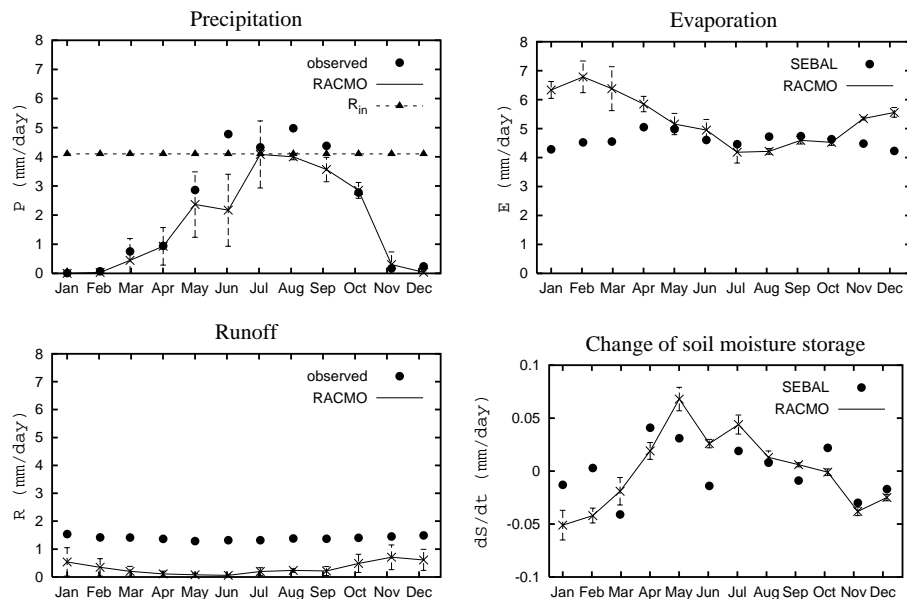 Precipitation
P (mm/day)
8
7
6
5
4
3
2
1
0
observed
RACMO
R_in
Jan Feb Mar Apr May Jun Jul Aug Sep Oct Nov Dec
Evaporation
E (mm/day)
8
7
6
5
4
3
2
1
0
SEBAL
RACMO
Jan Feb Mar Apr May Jun Jul Aug Sep Oct Nov Dec
Runoff
R (mm/day)
8
7
6
5
4
3
2
1
0
observed
RACMO
Jan Feb Mar Apr May Jun Jul Aug Sep Oct Nov Dec
Change of soil moisture storage
dS/dt (mm/day)
0.1
0.05
0
-0.05
-0.1
SEBAL
RACMO
Jan Feb Mar Apr May Jun Jul Aug Sep Oct Nov Dec